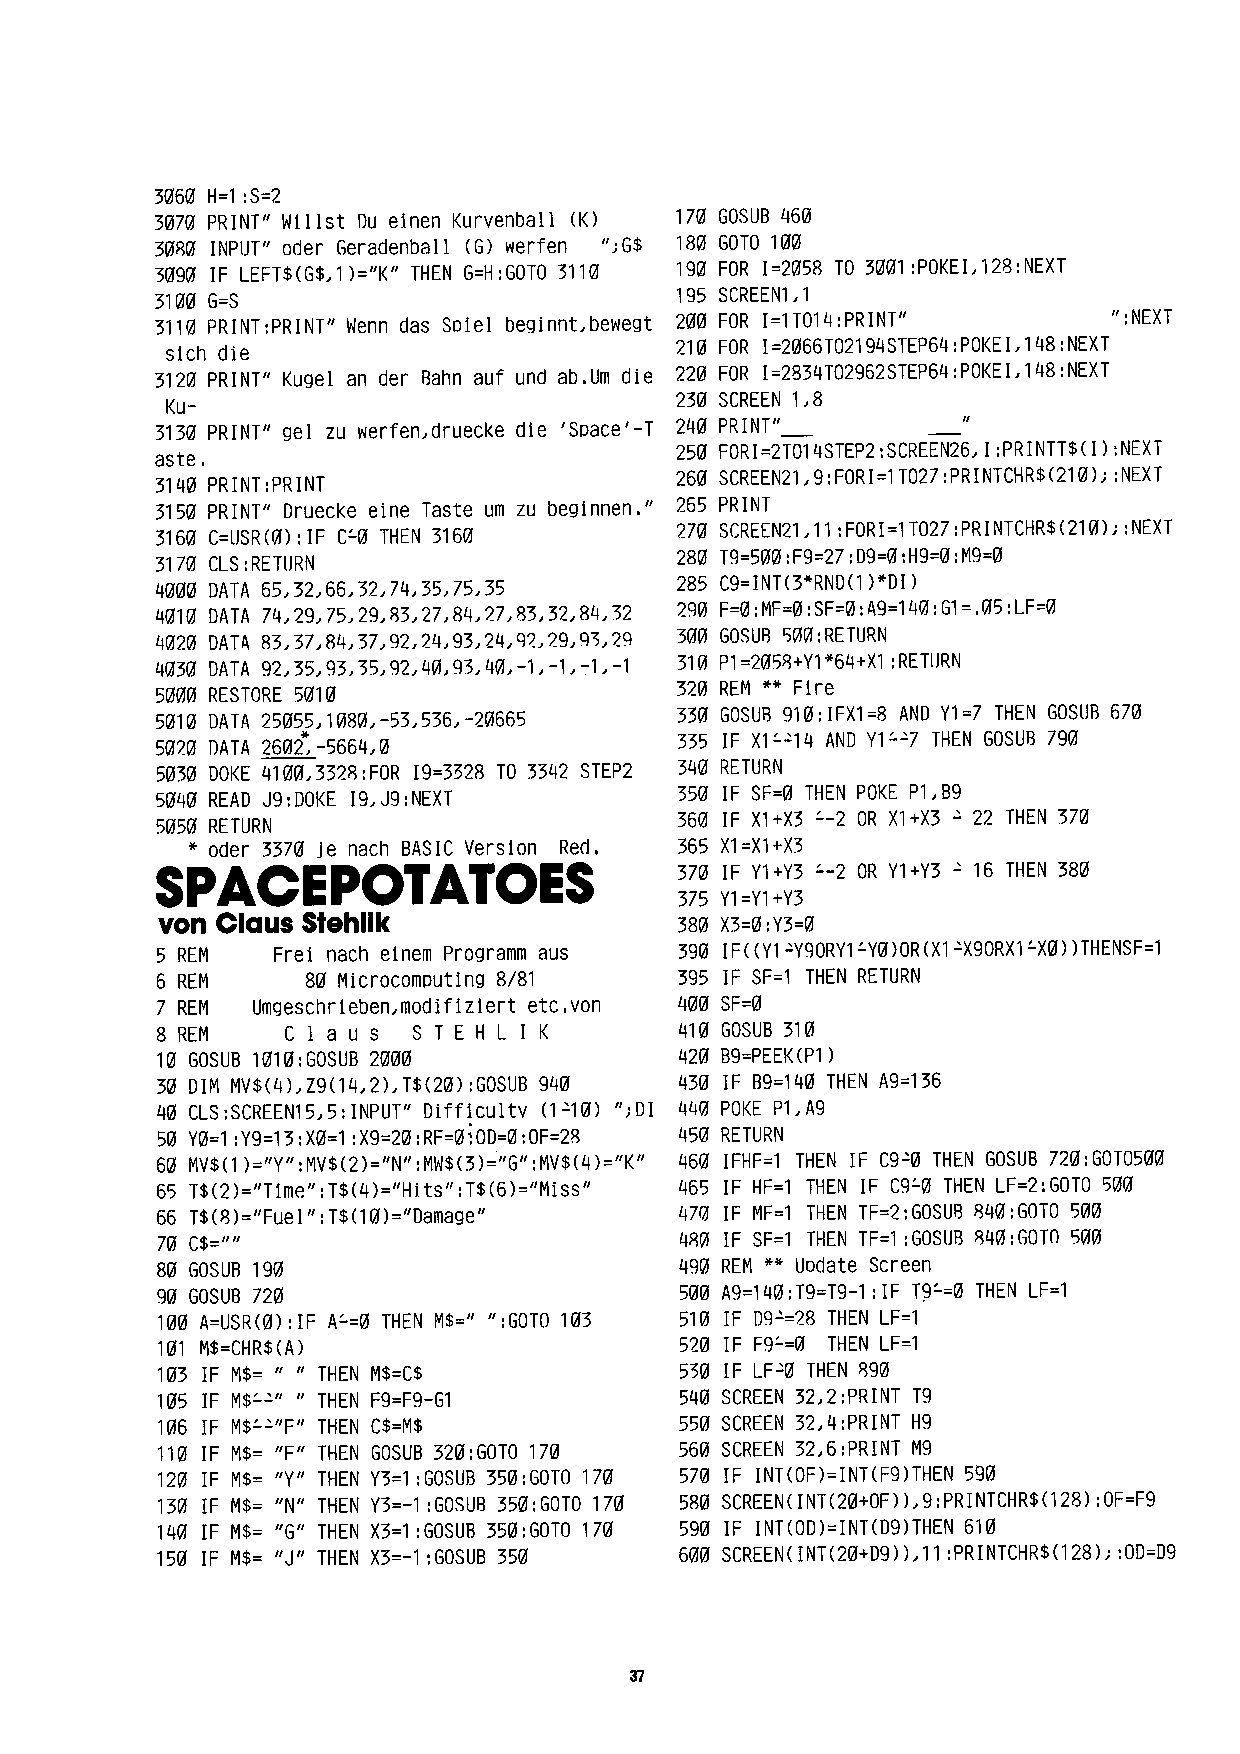 3060 H=1:S=2
3070 PRINT" Willst Du einen Kurvenball (K)
3080 INPUT" oder Geradenball (G) werfen   ";G$
3090 IF LEFT$(G$,1)="K" THEN G=H:GOTO 3110
3100 G=S
3110 PRINT:PRINT" Wenn das Spiel beginnt,bewegt
sich die
3120 PRINT" Kugel an der Bahn auf und ab.Um die
Ku-
3130 PRINT" gel zu werfen,druecke die 'Space'-T
aste.
3140 PRINT:PRINT
3150 PRINT" Druecke eine Taste um zu beginnen."
3160 C=USR(0):IF C<0 THEN 3160
3170 CLS:RETURN
4000 DATA 65,32,66,32,74,35,75,35
4010 DATA 74,29,75,29,83,27,84,27,83,32,84,32
4020 DATA 83,37,84,37,92,24,93,24,92,29,93,29
4030 DATA 92,35,93,35,92,40,93,40,-1,-1,-1,-1
5000 RESTORE 5010
5010 DATA 25055,1080,-53,536,-20665
5020 DATA 2602*,-5664,0
5030 DOKE 4100,3328:FOR I9=3328 TO 3342 STEP2
5040 READ J9:DOKE I9,J9:NEXT
5050 RETURN
* oder 3370 je nach BASIC Version  Red.
SPACEPOTATOES
von Claus Stehlik
5 REM      Frei nach einem Programm aus
6 REM         80 Microcomputing 8/81
7 REM    Umgeschrieben,modifiziert etc.von
8 REM       C l a u s   S T E H L I K
10 GOSUB 1010:GOSUB 2000
30 DIM MV$(4),Z9(14,2),T$(20):GOSUB 940
40 CLS:SCREEN15,5:INPUT" Difficulty (1-10) ";DI
50 Y0=1:Y9=13:X0=1:X9=20:RF=0:OD=0:OF=28
60 MV$(1)="Y":MV$(2)="N":MW$(3)="G":MV$(4)="K"
65 T$(2)="Time":T$(4)="Hits":T$(6)="Miss"
66 T$(8)="Fuel":T$(10)="Damage"
70 C$=""
80 GOSUB 190
90 GOSUB 720
100 A=USR(0):IF A<=0 THEN M$=" ":GOTO 103
101 M$=CHR$(A)
103 IF M$= " " THEN M$=C$
105 IF M$<>" " THEN F9=F9-G1
106 IF M$<>"F" THEN C$=M$
110 IF M$= "F" THEN GOSUB 320:GOTO 170
120 IF M$= "Y" THEN Y3=1:GOSUB 350:GOTO 170
130 IF M$= "N" THEN Y3=-1:GOSUB 350:GOTO 170
140 IF M$= "G" THEN X3=1:GOSUB 350:GOTO 170
150 IF M$= "J" THEN X3=-1:GOSUB 350
170 GOSUB 460
180 GOTO 100
190 FOR I=2058 TO 3001:POKEI,128:NEXT
195 SCREEN1,1
200 FOR I=1TO14:PRINT"                   ":NEXT
210 FOR I=2066TO2194STEP64:POKEI,148:NEXT
220 FOR I=2834TO2962STEP64:POKEI,148:NEXT
230 SCREEN 1,8
240 PRINT"___           ___"
250 FORI=2TO14STEP2:SCREEN26,I:PRINTT$(I):NEXT
260 SCREEN21,9:FORI=1TO27:PRINTCHR$(210);:NEXT
265 PRINT
270 SCREEN21,11:FORI=1TO27:PRINTCHR$(210);:NEXT
280 T9=500:F9=27:D9=0:H9=0:M9=0
285 C9=INT(3*RND(1)*DI)
290 F=0:MF=0:SF=0:A9=140:G1=.05:LF=0
300 GOSUB 500:RETURN
310 P1=2058+Y1*64+X1:RETURN
320 REM ** Fire
330 GOSUB 910:IFX1=8 AND Y1=7 THEN GOSUB 670
335 IF X1<>14 AND Y1<>7 THEN GOSUB 790
340 RETURN
350 IF SF=0 THEN POKE P1,B9
360 IF X1+X3 <-2 OR X1+X3 > 22 THEN 370
365 X1=X1+X3
370 IF Y1+Y3 <-2 OR Y1+Y3 > 16 THEN 380
375 Y1=Y1+Y3
380 X3=0:Y3=0
390 IF((Y1>Y9ORY1<Y0)OR(X1>X9ORX1<X0))THENSF=1
395 IF SF=1 THEN RETURN
400 SF=0
410 GOSUB 310
420 B9=PEEK(P1)
430 IF B9=140 THEN A9=136
440 POKE P1,A9
450 RETURN
460 IFHF=1 THEN IF C9>0 THEN GOSUB 720:GOTO500
465 IF HF=1 THEN IF C9<0 THEN LF=2:GOTO 500
470 IF MF=1 THEN TF=2:GOSUB 840:GOTO 500
480 IF SF=1 THEN TF=1:GOSUB 840:GOTO 500
490 REM ** Update Screen
500 A9=140:T9=T9-1:IF T9<=0 THEN LF=1
510 IF D9>=28 THEN LF=1
520 IF F9<=0  THEN LF=1
530 IF LF>0 THEN 890
540 SCREEN 32,2:PRINT T9
550 SCREEN 32,4:PRINT H9
560 SCREEN 32,6:PRINT M9
570 IF INT(OF)=INT(F9)THEN 590
580 SCREEN(INT(20+OF)),9:PRINTCHR$(128):OF=F9
590 IF INT(OD)=INT(D9)THEN 610
600 SCREEN(INT(20+D9)),11:PRINTCHR$(128);:OD=D9
37